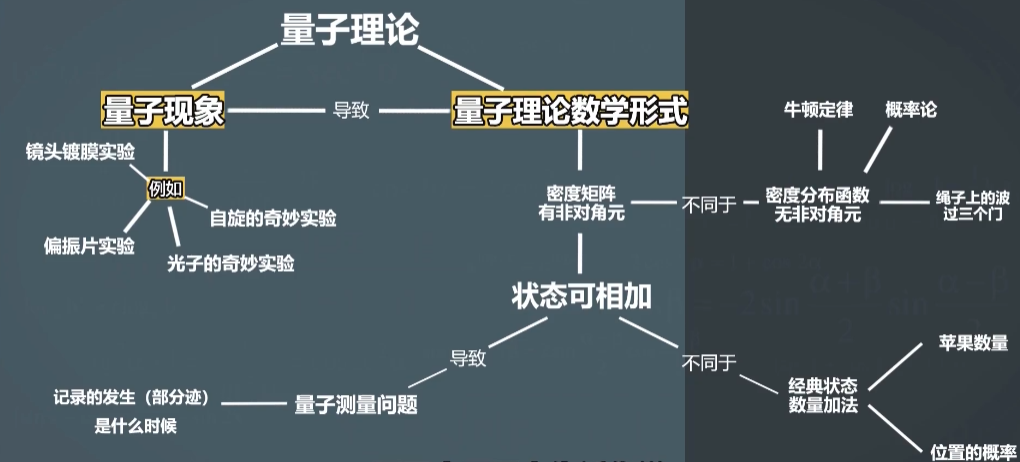 量子理论
量子现象
导致
量子理论数学形式
牛顿定律
概率论
镜头镀膜实验
例如
自旋的奇妙实验
偏振片实验
光子的奇妙实验
密度矩阵
有非对角元
不同于
密度分布函数
无非对角元
绳子上的波
过三个门
状态可相加
导致
不同于
苹果数量
记录的发生（部分迹）
是什么时候
量子测量问题
经典状态
数量加法
位置的概率